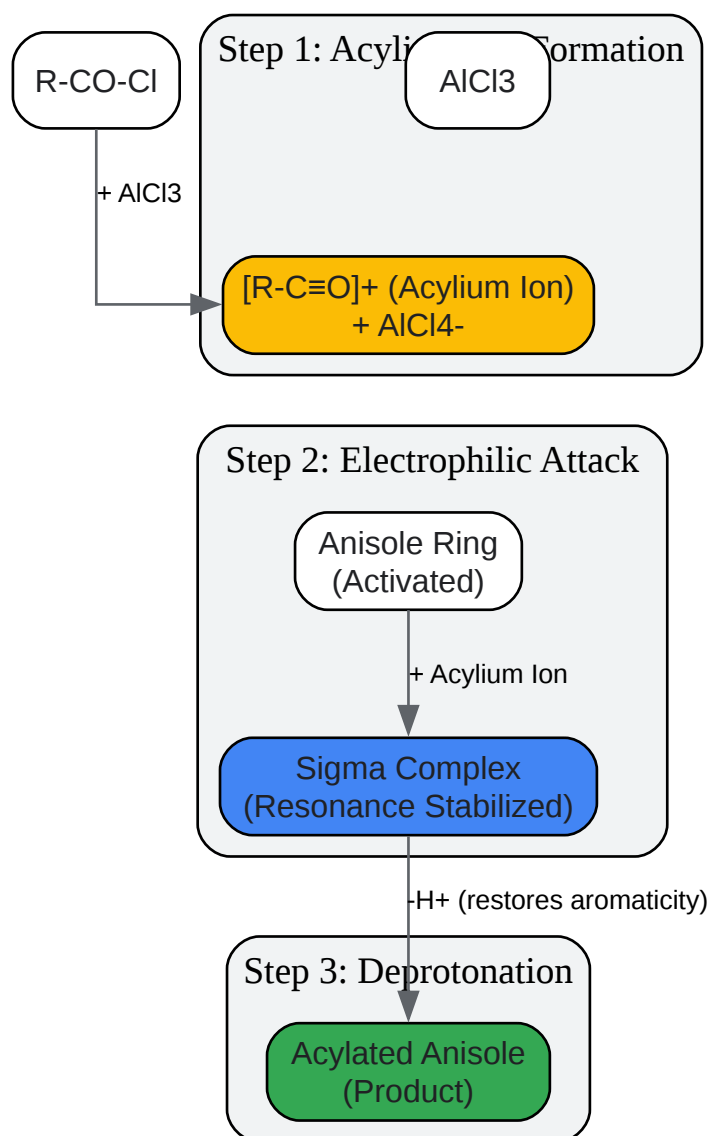 Step 1: Acyli Formation
R-CO-Cl
AlCl3
+ AlCl3
[R-C≡O]+ (Acylium Ion)
+ AlCl4-
Step 2: Electrophilic Attack
Anisole Ring
(Activated)
+ Acylium Ion
Sigma Complex
(Resonance Stabilized)
-H+ (restores aromaticity)
Step 3: Deprotonation
Acylated Anisole
(Product)